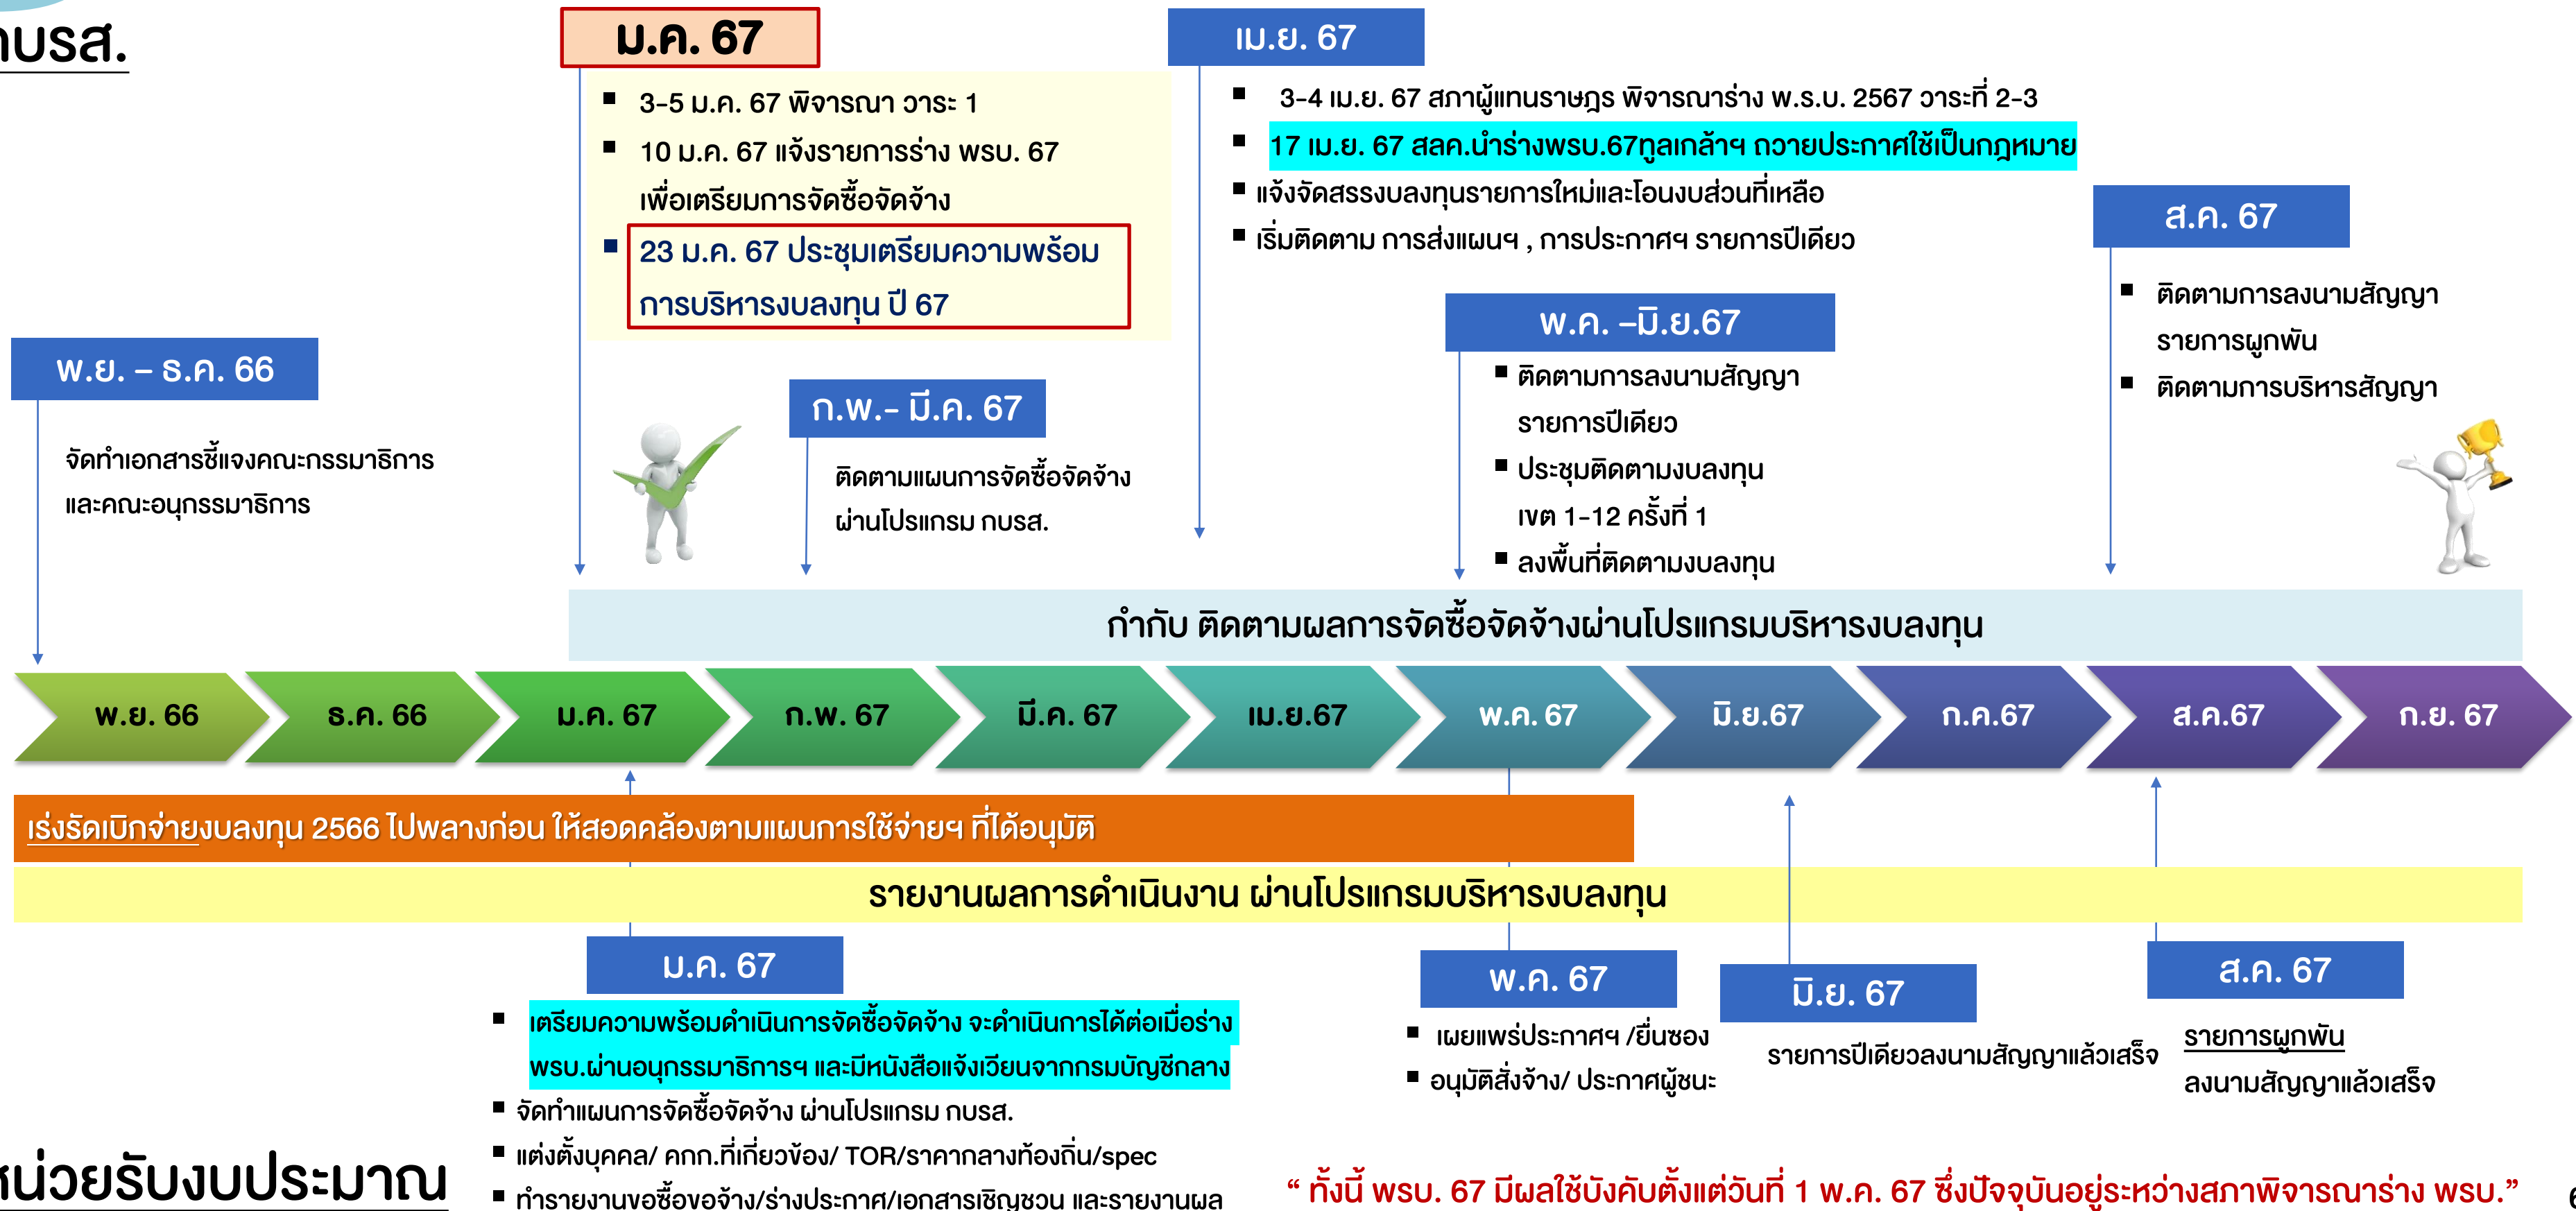 กบรส.
ม.ค. 67
▪ 3-5 ม.ค. 67 พิจารณา วาระ 1
▪ 10 ม.ค. 67 แจ้งรายการร่าง พรบ. 67
เพื่อเตรียมการจัดซื้อจัดจ้าง
▪ 23 ม.ค. 67 ประชุมเตรียมความพร้อม
การบริหารงบลงทุน ปี 67
เม.ย. 67
▪ 3-4 เม.ย. 67 สภาผู้แทนราษฎร พิจารณาร่าง พ.ร.บ. 2567 วาระที่ 2-3
▪ 17 เม.ย. 67 สลค.นำร่างพรบ.67ทูลเกล้าฯ ถวายประกาศใช้เป็นกฎหมาย
▪ แจ้งจัดสรรงบลงทุนรายการใหม่และโอนงบส่วนที่เหลือ
▪ เริ่มติดตาม การส่งแผนฯ , การประกาศฯ รายการปีเดียว
ส.ค. 67
▪ ติดตามการลงนามสัญญา
รายการผูกพัน
▪ ติดตามการบริหารสัญญา
พ.ย. – ธ.ค. 66
จัดทำเอกสารชี้แจงคณะกรรมาธิการ
และคณะอนุกรรมาธิการ
ก.พ.- มี.ค. 67
ติดตามแผนการจัดซื้อจัดจ้าง
ผ่านโปรแกรม กบรส.
พ.ค. –มิ.ย.67
▪ ติดตามการลงนามสัญญา
รายการปีเดียว
▪ ประชุมติดตามงบลงทุน
เขต 1-12 ครั้งที่ 1
▪ ลงพื้นที่ติดตามงบลงทุน
กำกับ ติดตามผลการจัดซื้อจัดจ้างผ่านโปรแกรมบริหารงบลงทุน
พ.ย. 66
ธ.ค. 66
ม.ค. 67
ก.พ. 67
มี.ค. 67
เม.ย.67
พ.ค. 67
มิ.ย.67
ก.ค.67
ส.ค.67
ก.ย. 67
เร่งรัดเบิกจ่ายงบลงทุน 2566 ไปพลางก่อน ให้สอดคล้องตามแผนการใช้จ่ายฯ ที่ได้อนุมัติ
รายงานผลการดำเนินงาน ผ่านโปรแกรมบริหารงบลงทุน
ม.ค. 67
▪ เตรียมความพร้อมดำเนินการจัดซื้อจัดจ้าง จะดำเนินการได้ต่อเมื่อร่าง
พรบ.ผ่านอนุกรรมาธิการฯ และมีหนังสือแจ้งเวียนจากกรมบัญชีกลาง
▪ จัดทำแผนการจัดซื้อจัดจ้าง ผ่านโปรแกรม กบรส.
▪ แต่งตั้งบุคคล/ คกก.ที่เกี่ยวข้อง/ TOR/ราคากลางท้องถิ่น/spec
▪ ทำรายงานขอซื้อขอจ้าง/ร่างประกาศ/เอกสารเชิญชวน และรายงานผล
พ.ค. 67
▪ เผยแพร่ประกาศฯ /ยื่นซอง
▪ อนุมัติสั่งจ้าง/ ประกาศผู้ชนะ
มิ.ย. 67
รายการปีเดียวลงนามสัญญาแล้วเสร็จ
ส.ค. 67
รายการผูกพัน
ลงนามสัญญาแล้วเสร็จ
หน่วยรับงบประมาณ
“ ทั้งนี้ พรบ. 67 มีผลใช้บังคับตั้งแต่วันที่ 1 พ.ค. 67 ซึ่งปัจจุบันอยู่ระหว่างสภาพิจารณาร่าง พรบ.”